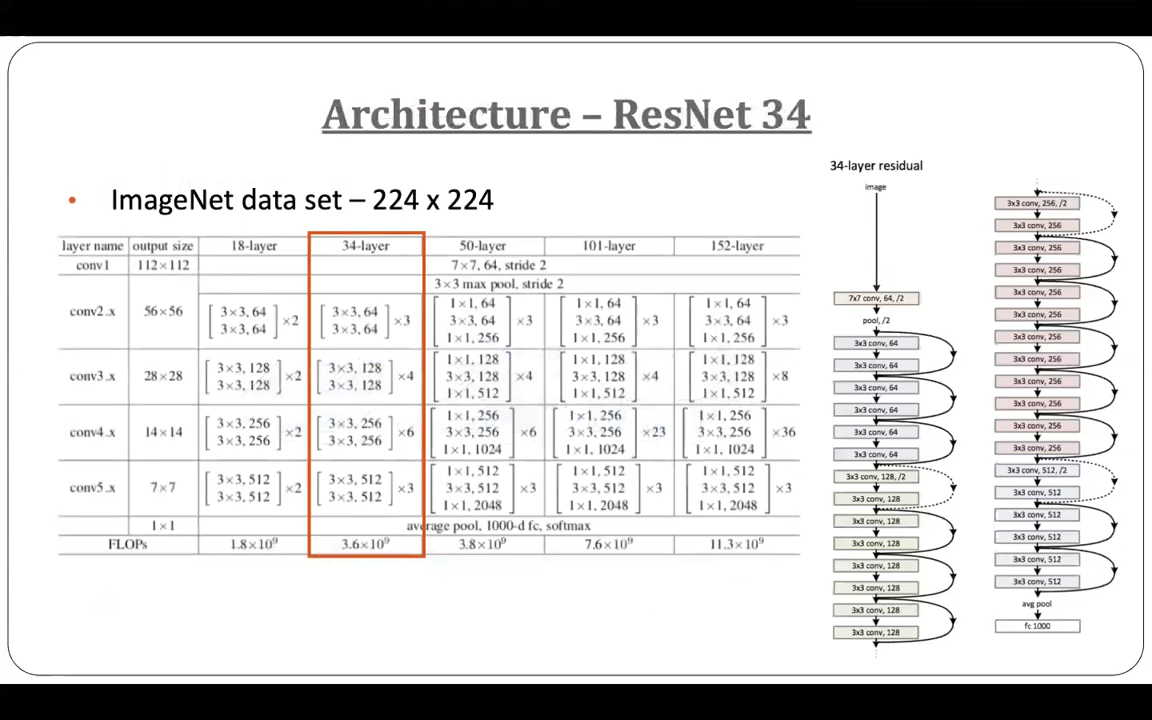 Architecture – ResNet 34
• ImageNet data set – 224 x 224
layer name output size 18-layer 34-layer 50-layer 101-layer 152-layer
conv1 112×112 7×7, 64, stride 2
3×3 max pool, stride 2
conv2_x 56×56 [3×3, 64 3×3, 64]×2 [3×3, 64 3×3, 64]×3 [1×1, 64 3×3, 64 1×1, 256]×3 [1×1, 64 3×3, 64 1×1, 256]×3 [1×1, 64 3×3, 64 1×1, 256]×3
conv3_x 28×28 [3×3, 128 3×3, 128]×2 [3×3, 128 3×3, 128]×4 [1×1, 128 3×3, 128 1×1, 512]×4 [1×1, 128 3×3, 128 1×1, 512]×4 [1×1, 128 3×3, 128 1×1, 512]×8
conv4_x 14×14 [3×3, 256 3×3, 256]×2 [3×3, 256 3×3, 256]×6 [1×1, 256 3×3, 256 1×1, 1024]×6 [1×1, 256 3×3, 256 1×1, 1024]×23 [1×1, 256 3×3, 256 1×1, 1024]×36
conv5_x 7×7 [3×3, 512 3×3, 512]×2 [3×3, 512 3×3, 512]×3 [1×1, 512 3×3, 512 1×1, 2048]×3 [1×1, 512 3×3, 512 1×1, 2048]×3 [1×1, 512 3×3, 512 1×1, 2048]×3
1×1 average pool, 1000-d fc, softmax
FLOPs 1.8×10⁹ 3.6×10⁹ 3.8×10⁹ 7.6×10⁹ 11.3×10⁹
34-layer residual
image
7x7 conv, 64, /2
pool, /2
3x3 conv, 64
3x3 conv, 64
3x3 conv, 64
3x3 conv, 64
3x3 conv, 64
3x3 conv, 64
3x3 conv, 128, /2
3x3 conv, 128
3x3 conv, 128
3x3 conv, 128
3x3 conv, 128
3x3 conv, 128
3x3 conv, 128
3x3 conv, 128
3x3 conv, 256, /2
3x3 conv, 256
3x3 conv, 256
3x3 conv, 256
3x3 conv, 256
3x3 conv, 256
3x3 conv, 256
3x3 conv, 256
3x3 conv, 256
3x3 conv, 256
3x3 conv, 256
3x3 conv, 256
3x3 conv, 512, /2
3x3 conv, 512
3x3 conv, 512
3x3 conv, 512
3x3 conv, 512
3x3 conv, 512
avg pool
fc 1000